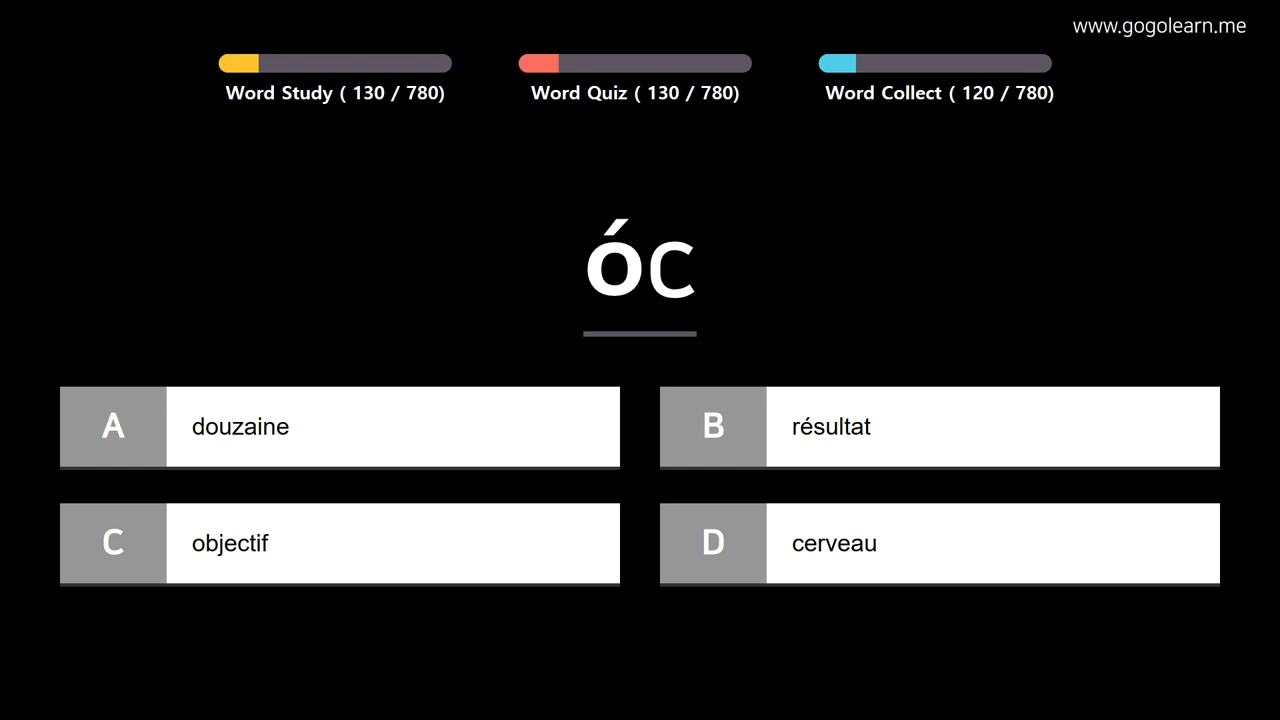 www.gogolearn.me
Word Study ( 130 / 780)
Word Quiz ( 130 / 780)
Word Collect ( 120 / 780)
óc
A douzaine
B résultat
C objectif
D cerveau